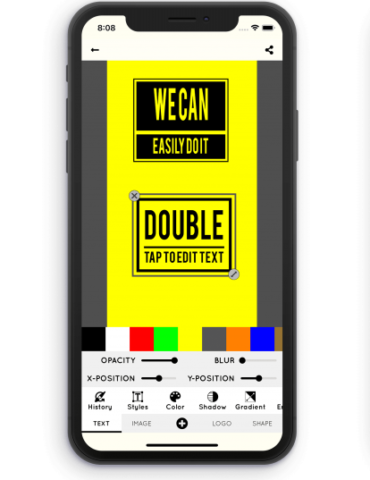 8:08
WE CAN
EASILY DO IT
DOUBLE
TAP TO EDIT TEXT
OPACITY BLUR
X-POSITION Y-POSITION
History Styles Color Shadow Gradient
TEXT IMAGE LOGO SHAPE